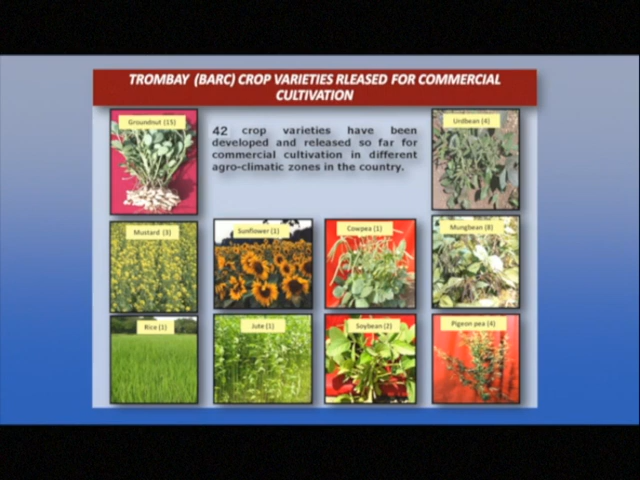 TROMBAY (BARC) CROP VARIETIES RLEASED FOR COMMERCIAL
CULTIVATION
Groundnut (15)
42 crop varieties have been
developed and released so far for
commercial cultivation in different
agro-climatic zones in the country.
Urdbean (4)
Mustard (3)
Sunflower (1)
Cowpea (1)
Mungbean (8)
Rice (1)
Jute (1)
Soybean (2)
Pigeon pea (4)